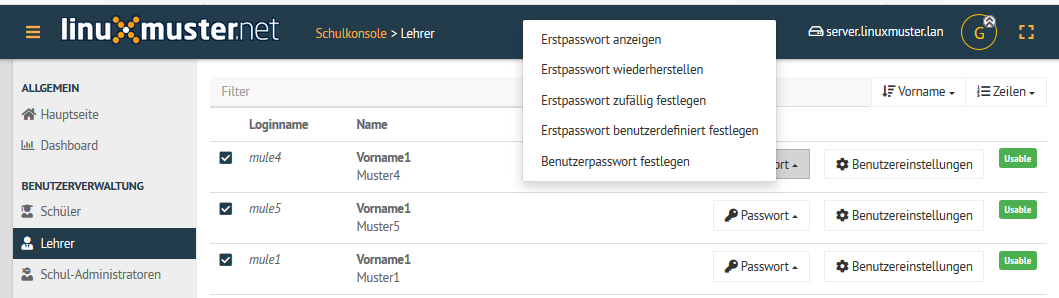 linuxmuster.net
Schulkonsole > Lehrer
server.linuxmuster.lan
G
Erstpasswort anzeigen
Erstpasswort wiederherstellen
Erstpasswort zufällig festlegen
Erstpasswort benutzerdefiniert festlegen
Benutzerpasswort festlegen
ALLGEMEIN
Hauptseite
Dashboard
BENUTZERVERWALTUNG
Schüler
Lehrer
Schul-Administratoren
Filter
Vorname
Zeilen
Loginname Name
mule4 Vorname1
Muster4
ort
Benutzereinstellungen
Usable
mule5 Vorname1
Muster5
Passwort
Benutzereinstellungen
Usable
mule1 Vorname1
Muster1
Passwort
Benutzereinstellungen
Usable